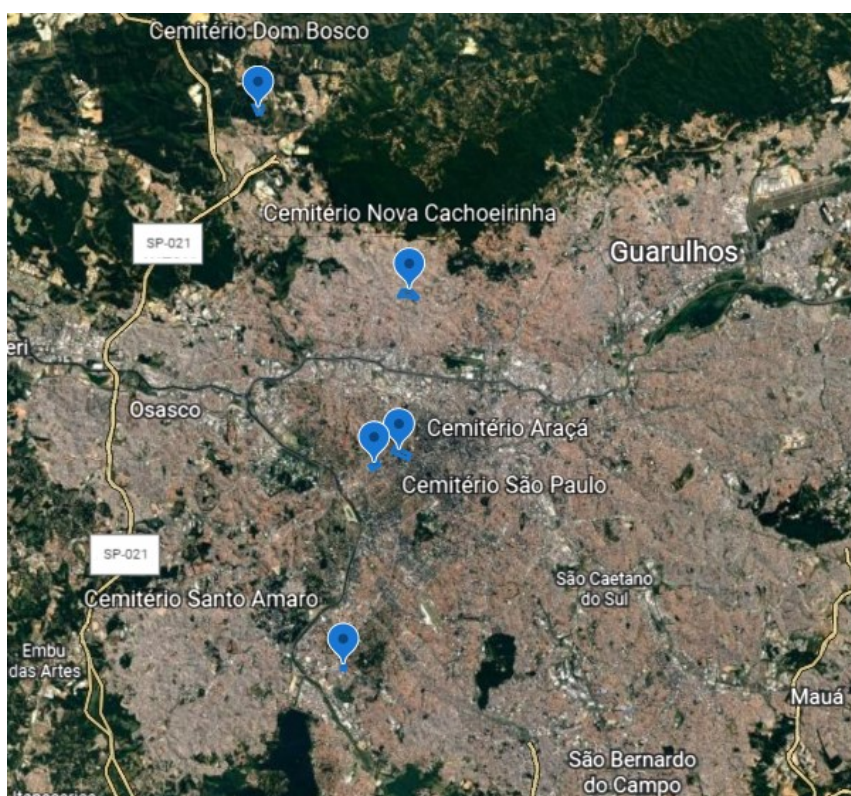 Cemitério Dom Bosco
Cemitério Nova Cachoeirinha
SP-021
Guarulhos
eri
Osasco
Cemitério Araçá
Cemitério São Paulo
SP-021
São Caetano
do Sul
Cemitério Santo Amaro
Embu
das Artes
Mauá
São Bernardo
do Campo